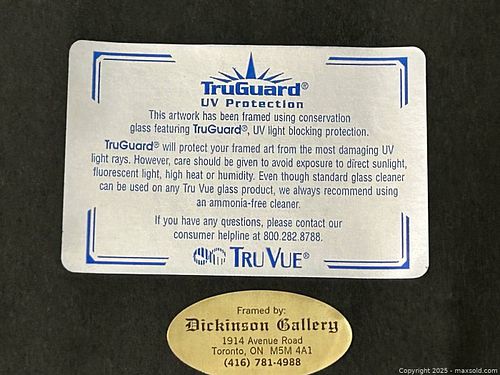 TruGuard®
UV Protection
This artwork has been framed using conservation
glass featuring TruGuard®, UV light blocking protection.
TruGuard® will protect your framed art from the most damaging UV
light rays. However, care should be given to avoid exposure to direct sunlight,
fluorescent light, high heat or humidity. Even though standard glass cleaner
can be used on any Tru Vue glass product, we always recommend using
an ammonia-free cleaner.
If you have any questions, please contact our
consumer helpline at 800.282.8788.
TRU VUE®
Framed by:
Dickinson Gallery
1914 Avenue Road
Toronto, ON M5M 4A1
(416) 781-4988
Copyright 2025 - maxsold.com